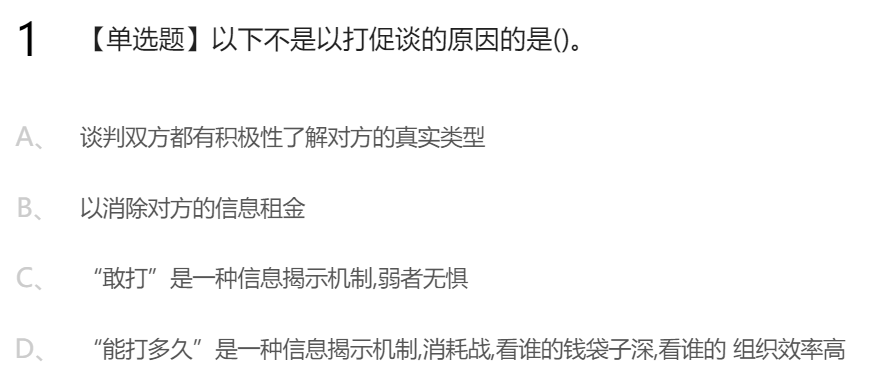 1 【单选题】以下不是以打促谈的原因的是()。
A、 谈判双方都有积极性了解对方的真实类型
B、 以消除对方的信息租金
C、 “敢打”是一种信息揭示机制,弱者无惧
D、 “能打多久”是一种信息揭示机制,消耗战,看谁的钱袋子深,看谁的 组织效率高